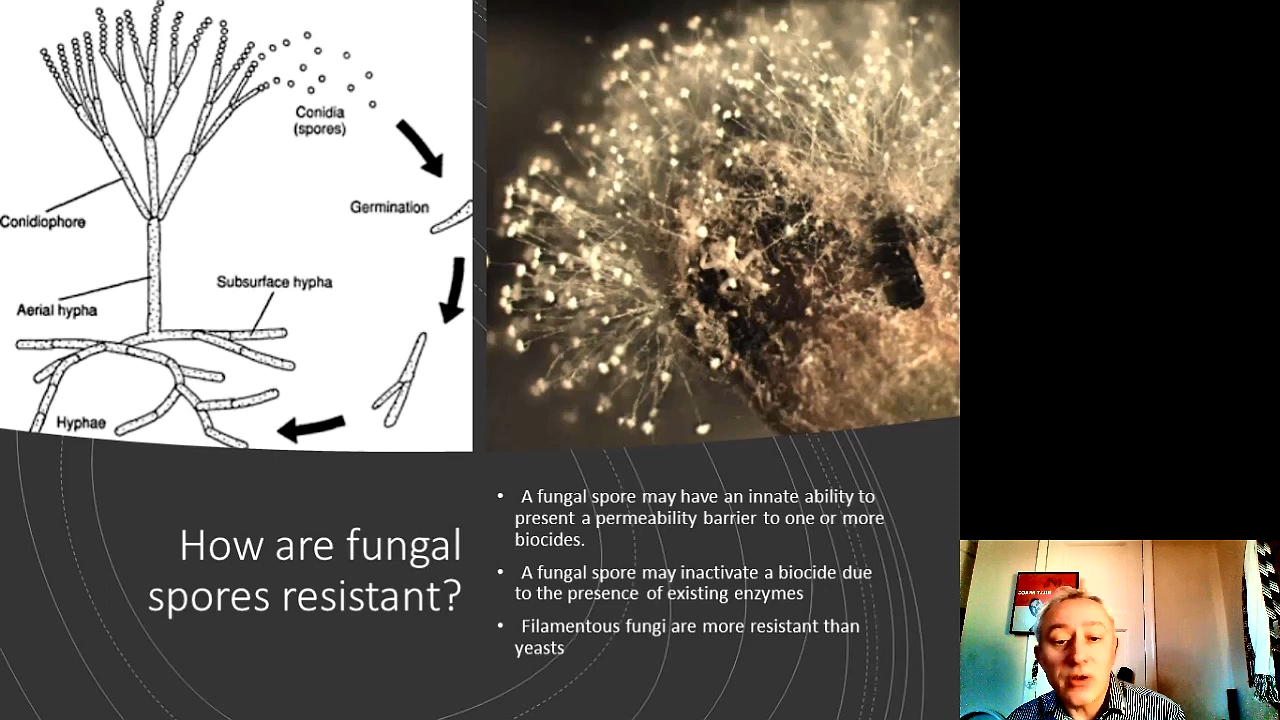 Conidia
(spores)
Germination
Conidiophore
Subsurface hypha
Aerial hypha
Hyphae
How are fungal
spores resistant?
• A fungal spore may have an innate ability to
present a permeability barrier to one or more
biocides.
• A fungal spore may inactivate a biocide due
to the presence of existing enzymes
• Filamentous fungi are more resistant than
yeasts